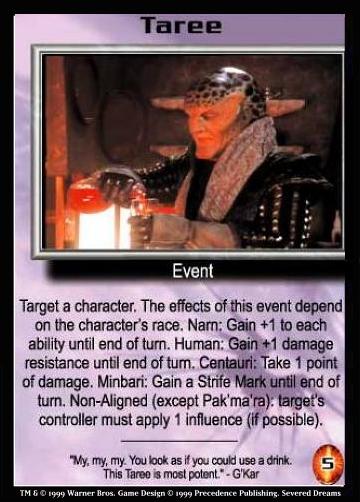 Taree
Event
Target a character. The effects of this event depend
on the character's race. Narn: Gain +1 to each
ability until end of turn. Human: Gain +1 damage
resistance until end of turn. Centauri: Take 1 point
of damage. Minbari: Gain a Strife Mark until end of
turn. Non-Aligned (except Pak'ma'ra): target's
controller must apply 1 influence (if possible).
"My, my, my. You look as if you could use a drink.
This Taree is most potent." - G'Kar
5
TM & © 1999 Warner Bros. Game Design © 1999 Precedence Publishing. Severed Dreams